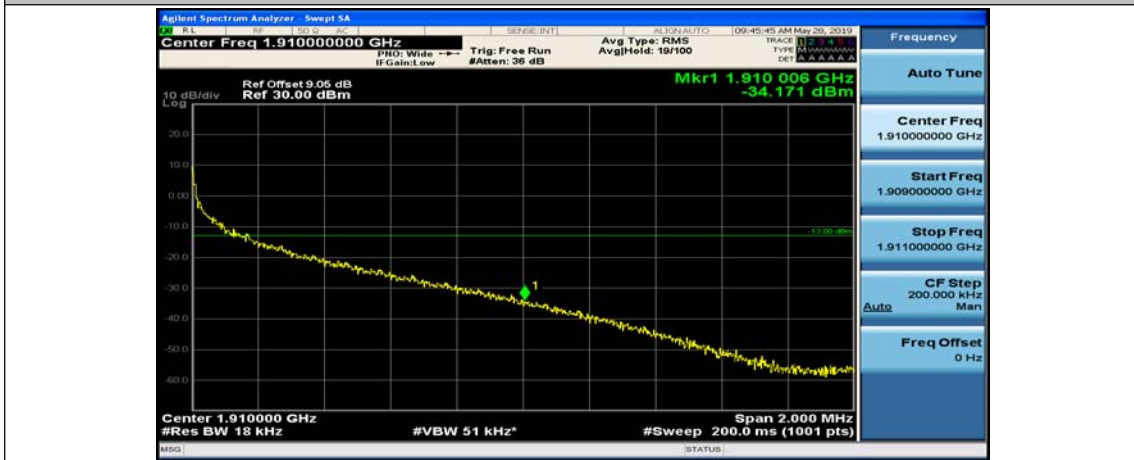 Agilent Spectrum Analyzer - Swept SA
RL RF 50 Ω AC SENSE:INT ALIGN AUTO 09:45:45 AM May 28, 2019
Center Freq 1.910000000 GHz
PNO: Wide
IFGain:Low
Trig: Free Run
#Atten: 36 dB
Avg Type: RMS
Avg|Hold: 19/100
TRACE 1 2 3 4 5 6
TYPE M
DET A A A A A A
Frequency
Mkr1 1.910 006 GHz
-34.171 dBm
Ref Offset 9.05 dB
10 dB/div Ref 30.00 dBm
Log
20.0
10.0
0.00
-10.0
-13.00 dBm
-20.0
-30.0
1
-40.0
-50.0
-60.0
Center 1.910000 GHz Span 2.000 MHz
#Res BW 18 kHz #VBW 51 kHz* #Sweep 200.0 ms (1001 pts)
MSG STATUS
Auto Tune
Center Freq
1.910000000 GHz
Start Freq
1.909000000 GHz
Stop Freq
1.911000000 GHz
CF Step
200.000 kHz
Auto Man
Freq Offset
0 Hz